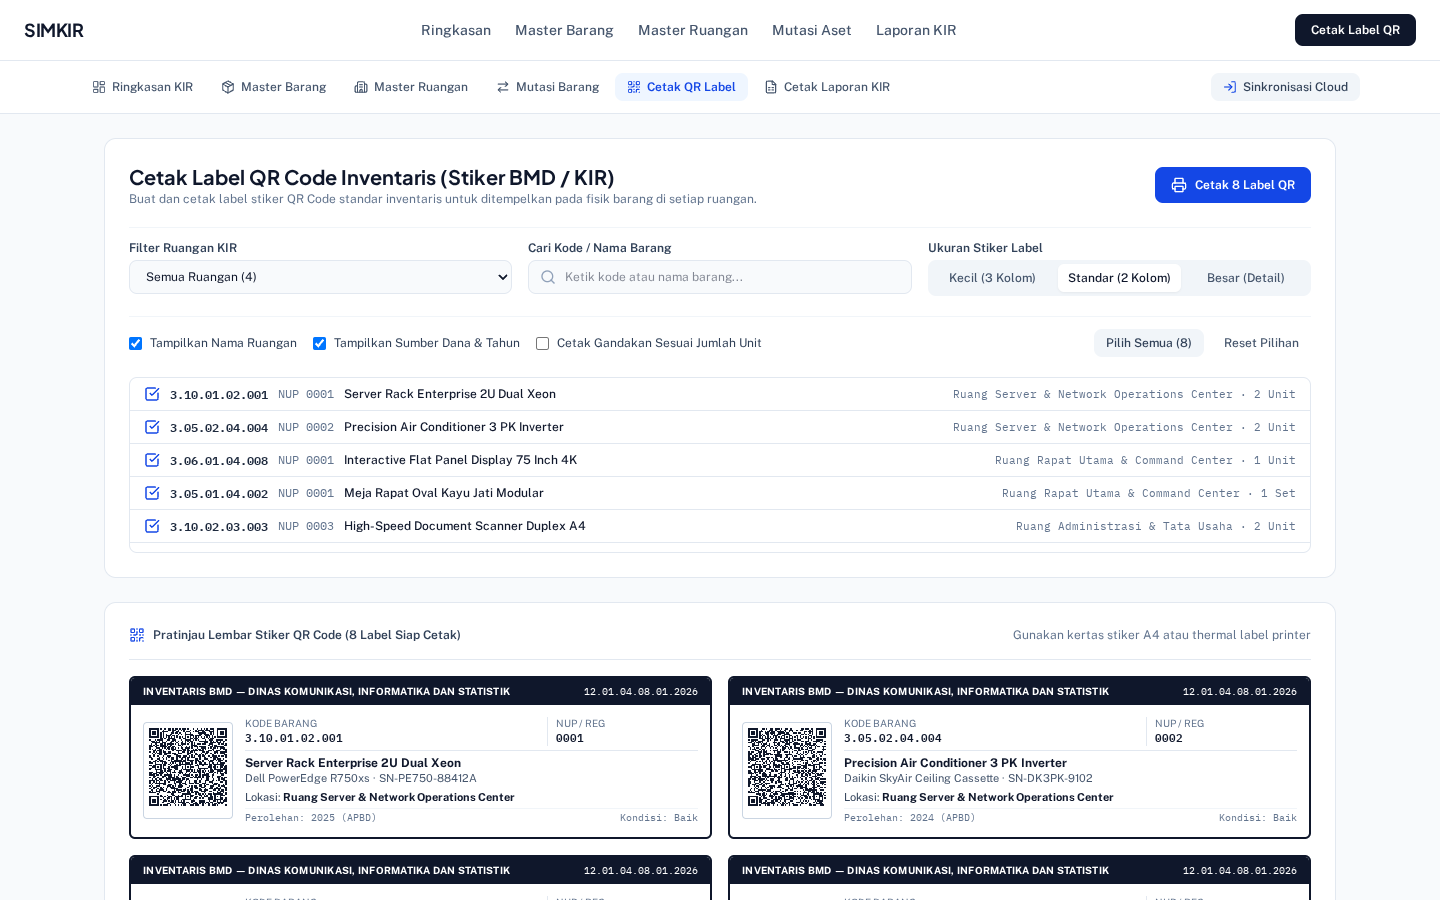 SIMKIR
Ringkasan Master Barang Master Ruangan Mutasi Aset Laporan KIR
Cetak Label QR
Ringkasan KIR Master Barang Master Ruangan Mutasi Barang Cetak QR Label Cetak Laporan KIR
Sinkronisasi Cloud
Cetak Label QR Code Inventaris (Stiker BMD / KIR)
Buat dan cetak label stiker QR Code standar inventaris untuk ditempelkan pada fisik barang di setiap ruangan.
Cetak 8 Label QR
Filter Ruangan KIR
Semua Ruangan (4)
Cari Kode / Nama Barang
Ketik kode atau nama barang...
Ukuran Stiker Label
Kecil (3 Kolom) Standar (2 Kolom) Besar (Detail)
Tampilkan Nama Ruangan Tampilkan Sumber Dana & Tahun Cetak Gandakan Sesuai Jumlah Unit
Pilih Semua (8) Reset Pilihan
3.10.01.02.001 NUP 0001 Server Rack Enterprise 2U Dual Xeon Ruang Server & Network Operations Center · 2 Unit
3.05.02.04.004 NUP 0002 Precision Air Conditioner 3 PK Inverter Ruang Server & Network Operations Center · 2 Unit
3.06.01.04.008 NUP 0001 Interactive Flat Panel Display 75 Inch 4K Ruang Rapat Utama & Command Center · 1 Unit
3.05.01.04.002 NUP 0001 Meja Rapat Oval Kayu Jati Modular Ruang Rapat Utama & Command Center · 1 Set
3.10.02.03.003 NUP 0003 High-Speed Document Scanner Duplex A4 Ruang Administrasi & Tata Usaha · 2 Unit
Pratinjau Lembar Stiker QR Code (8 Label Siap Cetak)
Gunakan kertas stiker A4 atau thermal label printer
INVENTARIS BMD — DINAS KOMUNIKASI, INFORMATIKA DAN STATISTIK 12.01.04.08.01.2026
KODE BARANG NUP / REG
3.10.01.02.001 0001
Server Rack Enterprise 2U Dual Xeon
Dell PowerEdge R750xs · SN-PE750-88412A
Lokasi: Ruang Server & Network Operations Center
Perolehan: 2025 (APBD) Kondisi: Baik
INVENTARIS BMD — DINAS KOMUNIKASI, INFORMATIKA DAN STATISTIK 12.01.04.08.01.2026
KODE BARANG NUP / REG
3.05.02.04.004 0002
Precision Air Conditioner 3 PK Inverter
Daikin SkyAir Ceiling Cassette · SN-DK3PK-9102
Lokasi: Ruang Server & Network Operations Center
Perolehan: 2024 (APBD) Kondisi: Baik
INVENTARIS BMD — DINAS KOMUNIKASI, INFORMATIKA DAN STATISTIK 12.01.04.08.01.2026
INVENTARIS BMD — DINAS KOMUNIKASI, INFORMATIKA DAN STATISTIK 12.01.04.08.01.2026